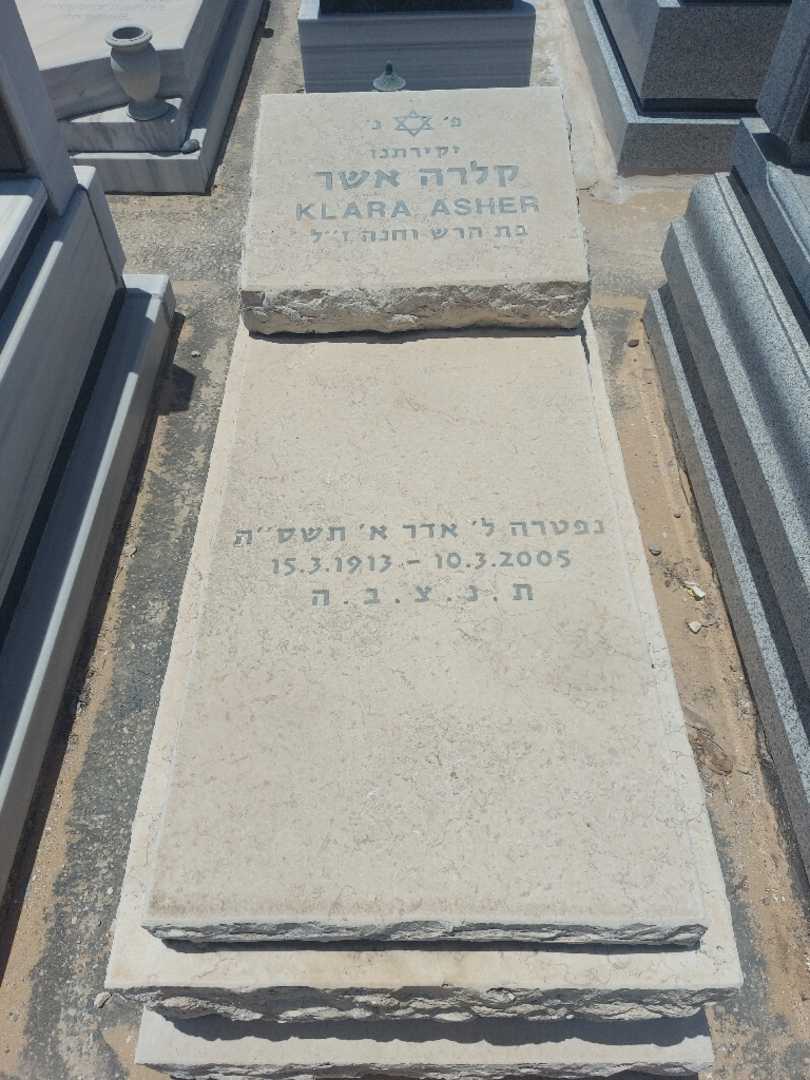 פ׳ נ׳
יקירתנו
קלרה אשר
KLARA ASHER
בת הרש וחנה ז״ל
נפטרה ל׳ אדר א׳ תשס״ה
15.3.1913 - 10.3.2005
ת.נ.צ.ב.ה